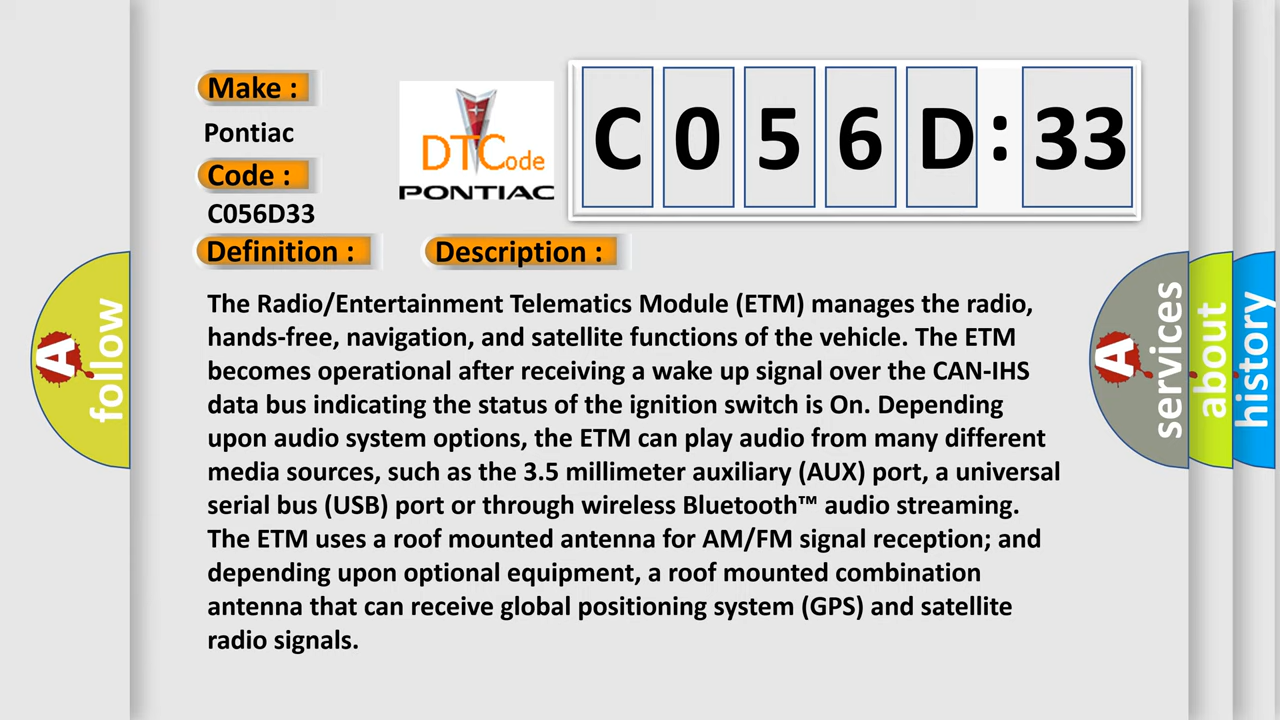 Make :
Pontiac
Code :
C056D33
Definition :
Description :
DTCode
PONTIAC
C056D:33
The Radio/Entertainment Telematics Module (ETM) manages the radio,
hands-free, navigation, and satellite functions of the vehicle. The ETM
becomes operational after receiving a wake up signal over the CAN-IHS
data bus indicating the status of the ignition switch is On. Depending
upon audio system options, the ETM can play audio from many different
media sources, such as the 3.5 millimeter auxiliary (AUX) port, a universal
serial bus (USB) port or through wireless Bluetooth™ audio streaming.
The ETM uses a roof mounted antenna for AM/FM signal reception; and
depending upon optional equipment, a roof mounted combination
antenna that can receive global positioning system (GPS) and satellite
radio signals.
A follow
A services
about
history